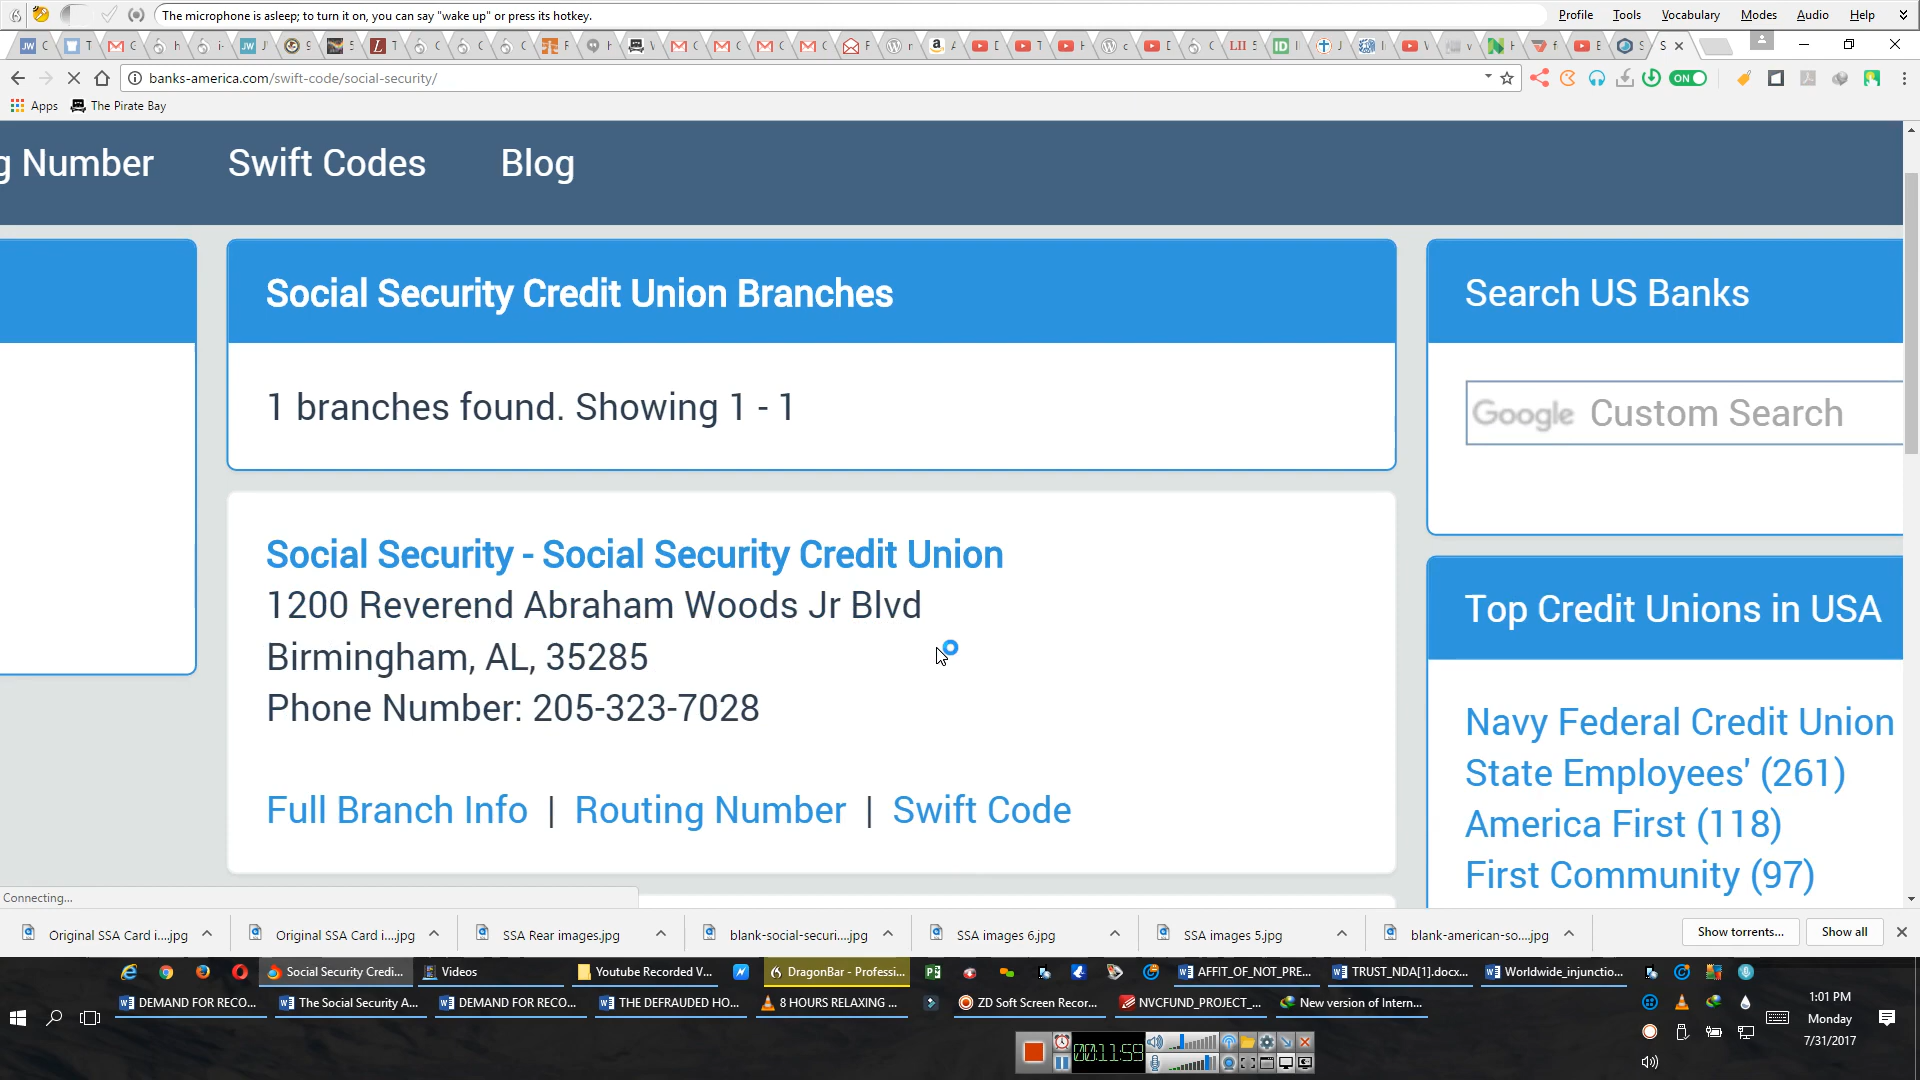 The microphone is asleep; to turn it on, you can say "wake up" or press its hotkey.
Profile Tools Vocabulary Modes Audio Help
banks-america.com/swift-code/social-security/
ON
Apps The Pirate Bay
g Number Swift Codes Blog
Social Security Credit Union Branches
1 branches found. Showing 1 - 1
Social Security - Social Security Credit Union
1200 Reverend Abraham Woods Jr Blvd
Birmingham, AL, 35285
Phone Number: 205-323-7028
Full Branch Info | Routing Number | Swift Code
Search US Banks
Google Custom Search
Top Credit Unions in USA
Navy Federal Credit Union
State Employees' (261)
America First (118)
First Community (97)
Connecting...
Original SSA Card i....jpg
Original SSA Card i....jpg
SSA Rear images.jpg
blank-social-securi....jpg
SSA images 6.jpg
SSA images 5.jpg
blank-american-so....jpg
Show torrents...
Show all
Social Security Credi...
Videos
Youtube Recorded V...
DragonBar - Professi...
AFFIT_OF_NOT_PRE...
TRUST_NDA[1].docx...
Worldwide_injunctio...
DEMAND FOR RECO...
The Social Security A...
DEMAND FOR RECO...
THE DEFRAUDED HO...
8 HOURS RELAXING ...
ZD Soft Screen Recor...
NVCFUND_PROJECT_...
New version of Intern...
1:01 PM
Monday
7/31/2017
00:11:59